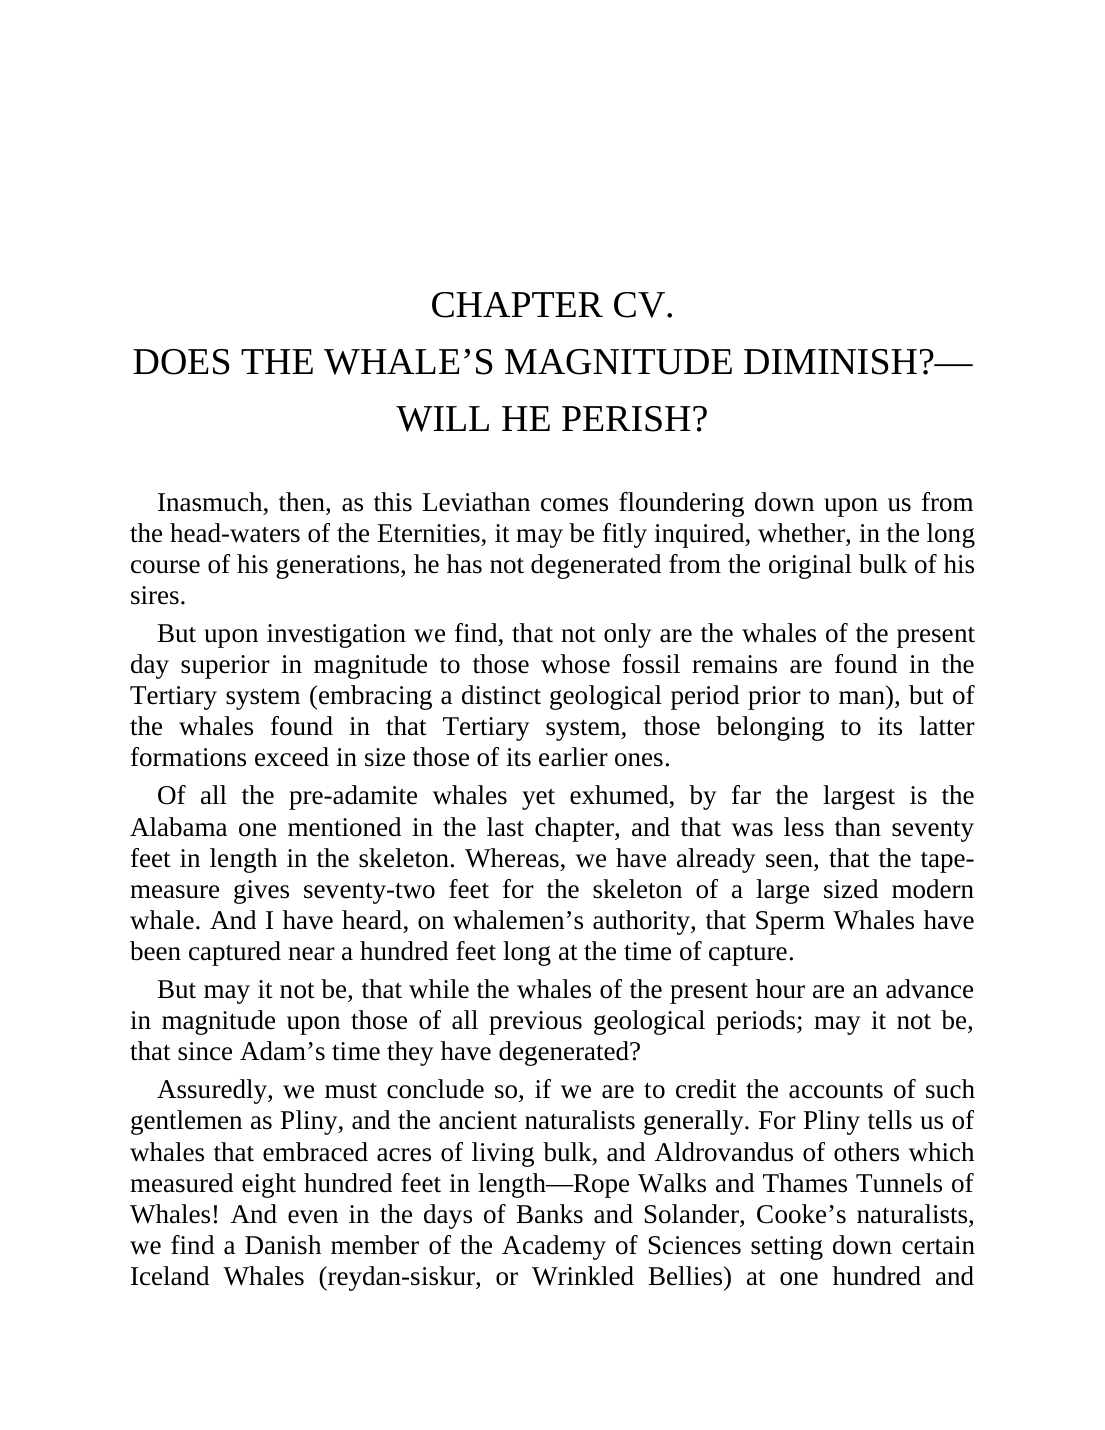 CHAPTER CV.
DOES THE WHALE’S MAGNITUDE DIMINISH?—
WILL HE PERISH?
Inasmuch, then, as this Leviathan comes floundering down upon us from
the head-waters of the Eternities, it may be fitly inquired, whether, in the long
course of his generations, he has not degenerated from the original bulk of his
sires.
But upon investigation we find, that not only are the whales of the present
day superior in magnitude to those whose fossil remains are found in the
Tertiary system (embracing a distinct geological period prior to man), but of
the whales found in that Tertiary system, those belonging to its latter
formations exceed in size those of its earlier ones.
Of all the pre-adamite whales yet exhumed, by far the largest is the
Alabama one mentioned in the last chapter, and that was less than seventy
feet in length in the skeleton. Whereas, we have already seen, that the tape-
measure gives seventy-two feet for the skeleton of a large sized modern
whale. And I have heard, on whalemen’s authority, that Sperm Whales have
been captured near a hundred feet long at the time of capture.
But may it not be, that while the whales of the present hour are an advance
in magnitude upon those of all previous geological periods; may it not be,
that since Adam’s time they have degenerated?
Assuredly, we must conclude so, if we are to credit the accounts of such
gentlemen as Pliny, and the ancient naturalists generally. For Pliny tells us of
whales that embraced acres of living bulk, and Aldrovandus of others which
measured eight hundred feet in length—Rope Walks and Thames Tunnels of
Whales! And even in the days of Banks and Solander, Cooke’s naturalists,
we find a Danish member of the Academy of Sciences setting down certain
Iceland Whales (reydan-siskur, or Wrinkled Bellies) at one hundred and